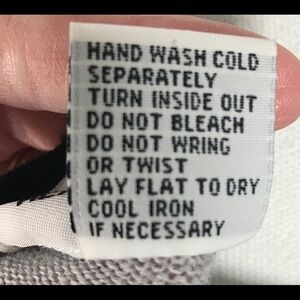 HAND WASH COLD
SEPARATELY
TURN INSIDE OUT
DO NOT BLEACH
DO NOT WRING
OR TWIST
LAY FLAT TO DRY
COOL IRON
IF NECESSARY